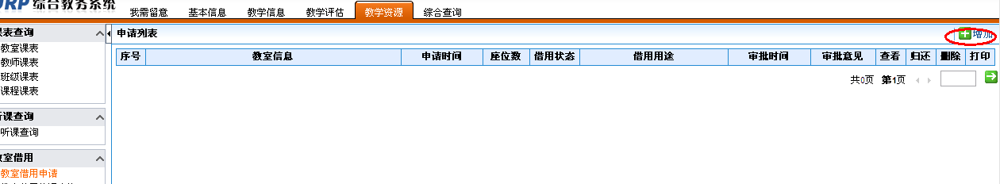 URP 综合教务系统
我需留意 基本信息 教学信息 教学评估 教学资源 综合查询
课表查询
教室课表
教师课表
班级课表
课程课表
听课查询
听课查询
教室借用
教室借用申请
申请列表
增加
序号 教室信息 申请时间 座位数 借用状态 借用用途 审批时间 审批意见 查看 归还 删除 打印
共0页 第1页